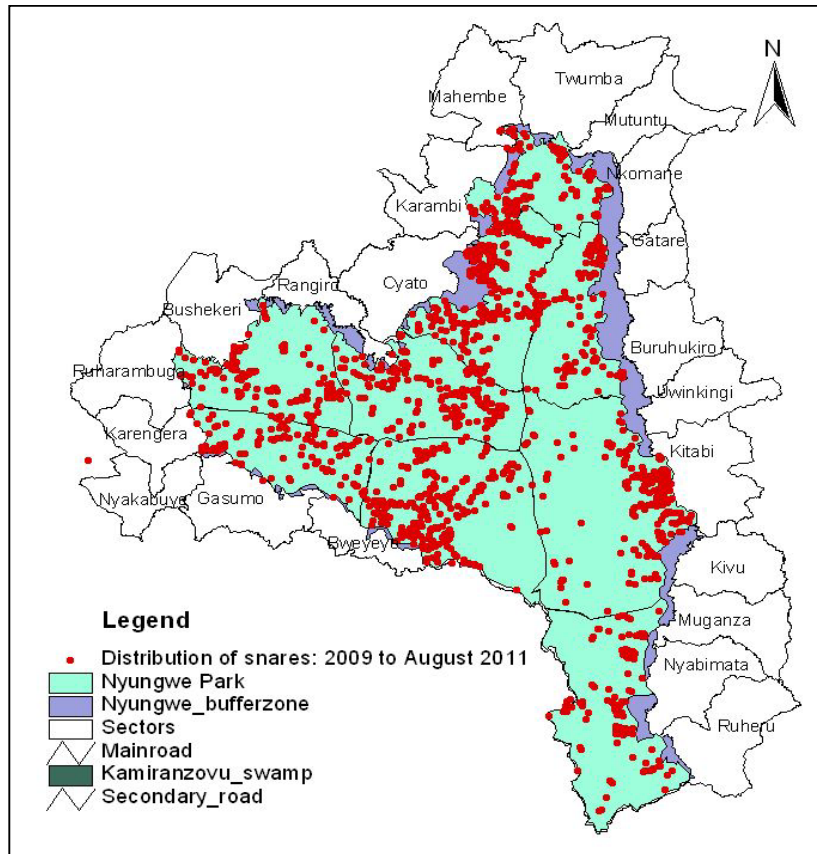 N
Twumba
Mahembe
Mutuntu
Nkomane
Karambi
Gatare
Cyato
Rangiro
Bushekeri
Buruhukiro
Ruharambuga
Uwinkingi
Karengera
Kitabi
Nyakabuye
Gasumo
Bweyeye
Kivu
Muganza
Nyabimata
Ruheru
Legend
Distribution of snares: 2009 to August 2011
Nyungwe Park
Nyungwe_bufferzone
Sectors
Mainroad
Kamiranzovu_swamp
Secondary_road